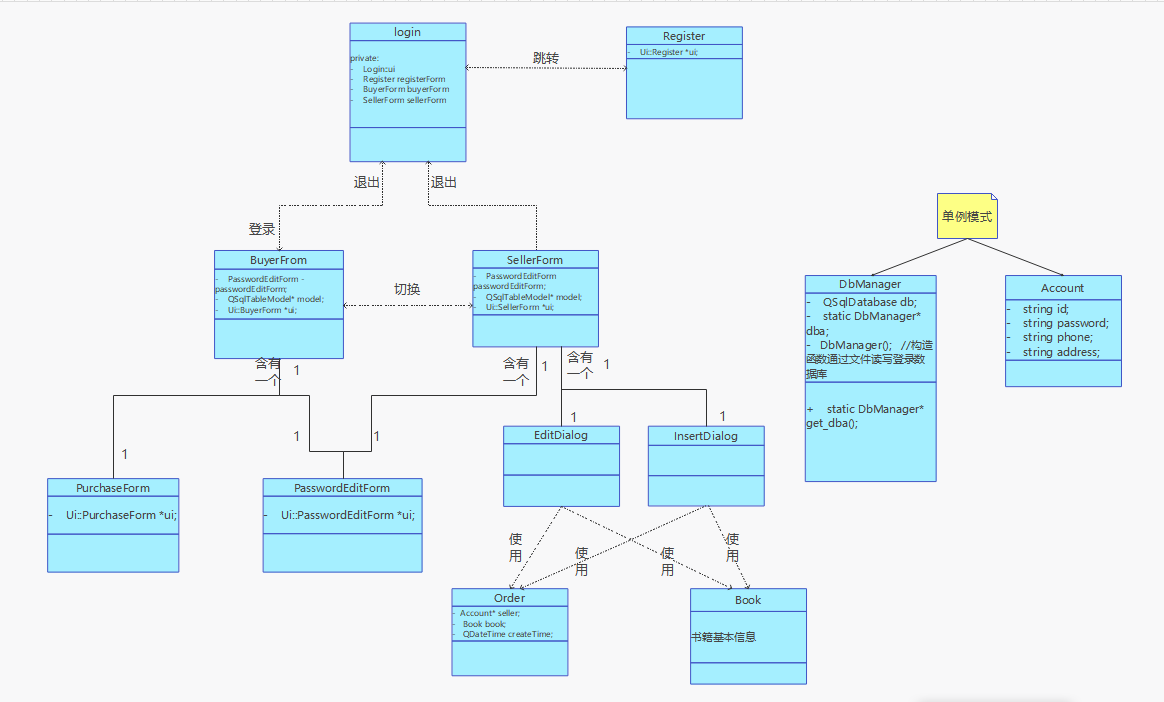 login
private:
- Login::ui
- Register registerForm
- BuyerForm buyerForm
- SellerForm sellerForm
跳转
Register
- Ui::Register *ui;
退出
退出
登录
单例模式
BuyerFrom
- PasswordEditForm -
passwordEditForm;
- QSqlTableModel* model;
- Ui::BuyerForm *ui;
切换
SellerForm
- PasswordEditForm
passwordEditForm;
- QSqlTableModel* model;
- Ui::SellerForm *ui;
DbManager
- QSqlDatabase db;
- static DbManager*
dba;
- DbManager(); //构造
函数通过文件读写登录数
据库
+ static DbManager*
get_dba();
Account
- string id;
- string password;
- string phone;
- string address;
含有
一个
1
含有
一个
1
含有
一个
1
1
1
1
1
1
EditDialog
InsertDialog
PurchaseForm
- Ui::PurchaseForm *ui;
PasswordEditForm
- Ui::PasswordEditForm *ui;
使
用
使
用
使
用
使
用
Order
- Account* seller;
- Book book;
- QDateTime createTime;
Book
书籍基本信息